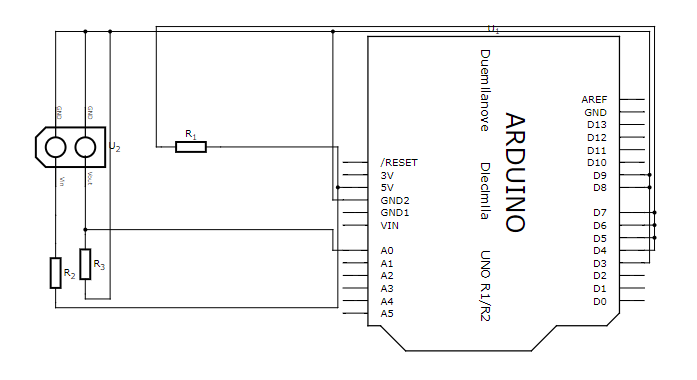 U1
GND
GND
U2
Vin
Vout
R1
R2
R3
Duemilanove
Diecimila
UNO R1/R2
ARDUINO
/RESET
3V
5V
GND2
GND1
VIN
A0
A1
A2
A3
A4
A5
AREF
GND
D13
D12
D11
D10
D9
D8
D7
D6
D5
D4
D3
D2
D1
D0